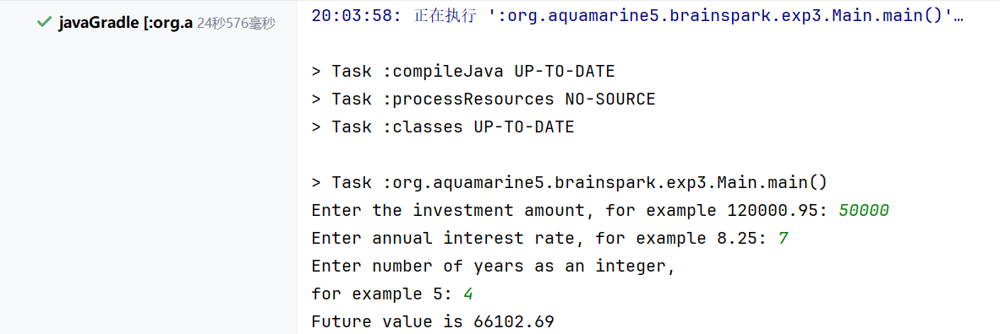 javaGradle [:org.a 24秒576毫秒
20:03:58: 正在执行 ':org.aquamarine5.brainspark.exp3.Main.main()'…
> Task :compileJava UP-TO-DATE
> Task :processResources NO-SOURCE
> Task :classes UP-TO-DATE
> Task :org.aquamarine5.brainspark.exp3.Main.main()
Enter the investment amount, for example 120000.95: 50000
Enter annual interest rate, for example 8.25: 7
Enter number of years as an integer,
for example 5: 4
Future value is 66102.69